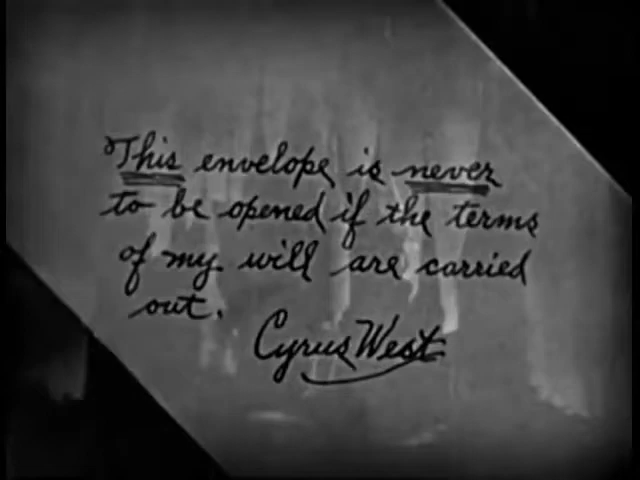 This envelope is never
to be opened if the terms
of my will are carried
out.
Cyrus West